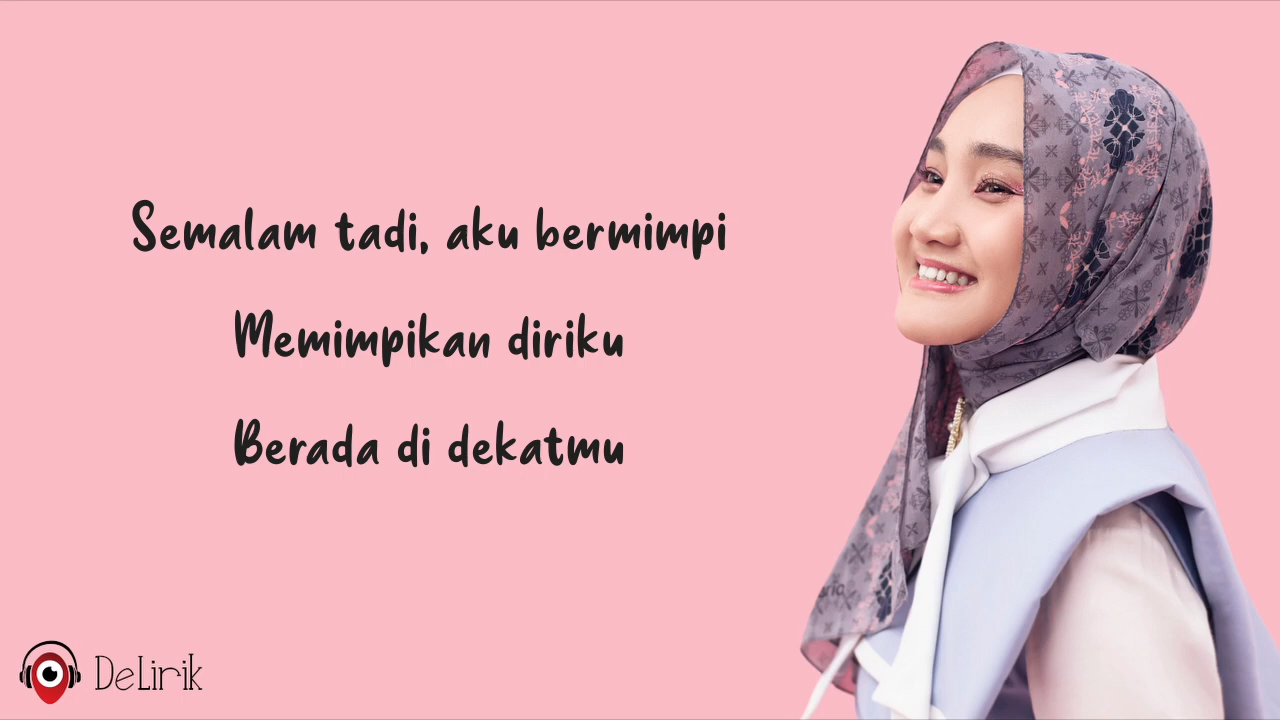 Semalam tadi, aku bermimpi
Memimpikan diriku
Berada di dekatmu
DeLirik